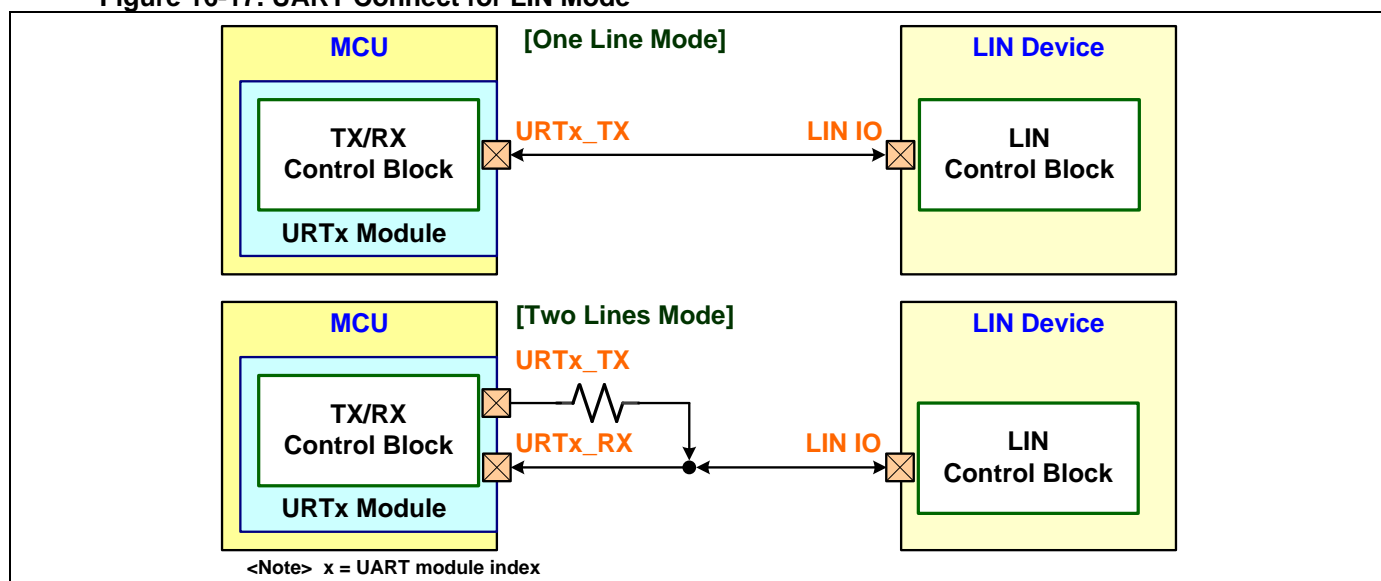 Figure 16-17. UART Connect for LIN Mode
MCU
[One Line Mode]
LIN Device
TX/RX
Control Block
URTx_TX
LIN IO
LIN
Control Block
URTx Module
MCU
[Two Lines Mode]
LIN Device
URTx_TX
TX/RX
Control Block
URTx_RX
LIN IO
LIN
Control Block
URTx Module
<Note> x = UART module index